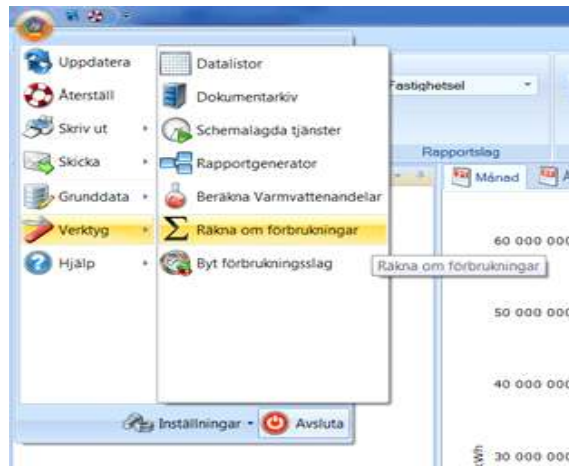 Uppdatera
Återställ
Skriv ut
Skicka
Grunddata
Verktyg
Hjälp
Datalistor
Dokumentarkiv
Schemalagda tjänster
Rapportgenerator
Beräkna Varmvattenandelar
Räkna om förbrukningar
Byt förbrukningsslag
Räkna om förbrukningar
Inställningar
Avsluta
Fastighetsel
Rapportslag
Månad
60 000 000
50 000 000
40 000 000
30 000 000